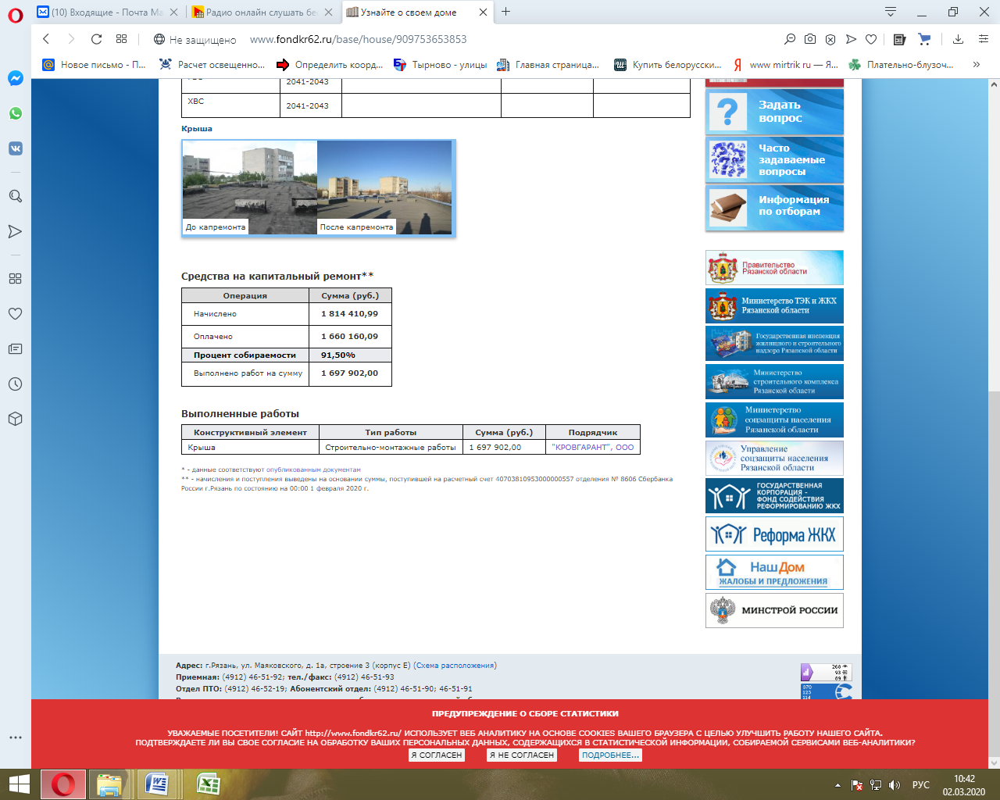 (10) Входящие - Почта Ма
Радио онлайн слушать бе
Узнайте о своем доме
Не защищено
www.fondkr62.ru/base/house/909753653853
Новое письмо - П...
Расчет освещенно...
Определить коорд...
Тырново - улицы
Главная страница...
Купить белорусски...
www mirtrik ru — Я...
Плательно-блузоч...
»
2041-2043
ХВС
2041-2043
Крыша
До капремонта
После капремонта
Средства на капитальный ремонт**
Операция Сумма (руб.)
Начислено 1 814 410,99
Оплачено 1 660 160,09
Процент собираемости 91,50%
Выполнено работ на сумму 1 697 902,00
Выполненные работы
Конструктивный элемент Тип работы Сумма (руб.) Подрядчик
Крыша Строительно-монтажные работы 1 697 902,00 "КРОВГАРАНТ", ООО
* - данные соответствуют опубликованным документам
** - начисления и поступления выведены на основании суммы, поступившей на расчетный счет 40703810953000000557 отделения № 8606 Сбербанка
России г.Рязань по состоянию на 00:00 1 февраля 2020 г.
Задать
вопрос
Часто
задаваемые
вопросы
Информация
по отборам
Правительство
Рязанской области
Министерство ТЭК и ЖКХ
Рязанской области
Государственная инспекция
жилищного и строительного
надзора Рязанской области
Министерство
строительного комплекса
Рязанской области
Министерство
соцзащиты населения
Рязанской области
Управление
соцзащиты населения
Рязанской области
ГОСУДАРСТВЕННАЯ
КОРПОРАЦИЯ -
ФОНД СОДЕЙСТВИЯ
РЕФОРМИРОВАНИЮ ЖКХ
Реформа ЖКХ
НашДом
ЖАЛОБЫ И ПРЕДЛОЖЕНИЯ
МИНСТРОЙ РОССИИ
Адрес: г.Рязань, ул. Маяковского, д. 1а, строение 3 (корпус Е) (Схема расположения)
Приемная: (4912) 46-51-92; тел./факс: (4912) 46-51-93
Отдел ПТО: (4912) 46-52-19; Абонентский отдел: (4912) 46-51-90; 46-51-91
260
93
89
370
123
114
ПРЕДУПРЕЖДЕНИЕ О СБОРЕ СТАТИСТИКИ
УВАЖАЕМЫЕ ПОСЕТИТЕЛИ! САЙТ http://www.fondkr62.ru/ ИСПОЛЬЗУЕТ ВЕБ АНАЛИТИКУ НА ОСНОВЕ COOKIES ВАШЕГО БРАУЗЕРА С ЦЕЛЬЮ УЛУЧШИТЬ РАБОТУ НАШЕГО САЙТА.
ПОДТВЕРЖДАЕТЕ ЛИ ВЫ СВОЕ СОГЛАСИЕ НА ОБРАБОТКУ ВАШИХ ПЕРСОНАЛЬНЫХ ДАННЫХ, СОДЕРЖАЩИХСЯ В СТАТИСТИЧЕСКОЙ ИНФОРМАЦИИ, СОБИРАЕМОЙ СЕРВИСАМИ ВЕБ-АНАЛИТИКИ?
Я СОГЛАСЕН
Я НЕ СОГЛАСЕН
ПОДРОБНЕЕ...
РУС
10:42
02.03.2020